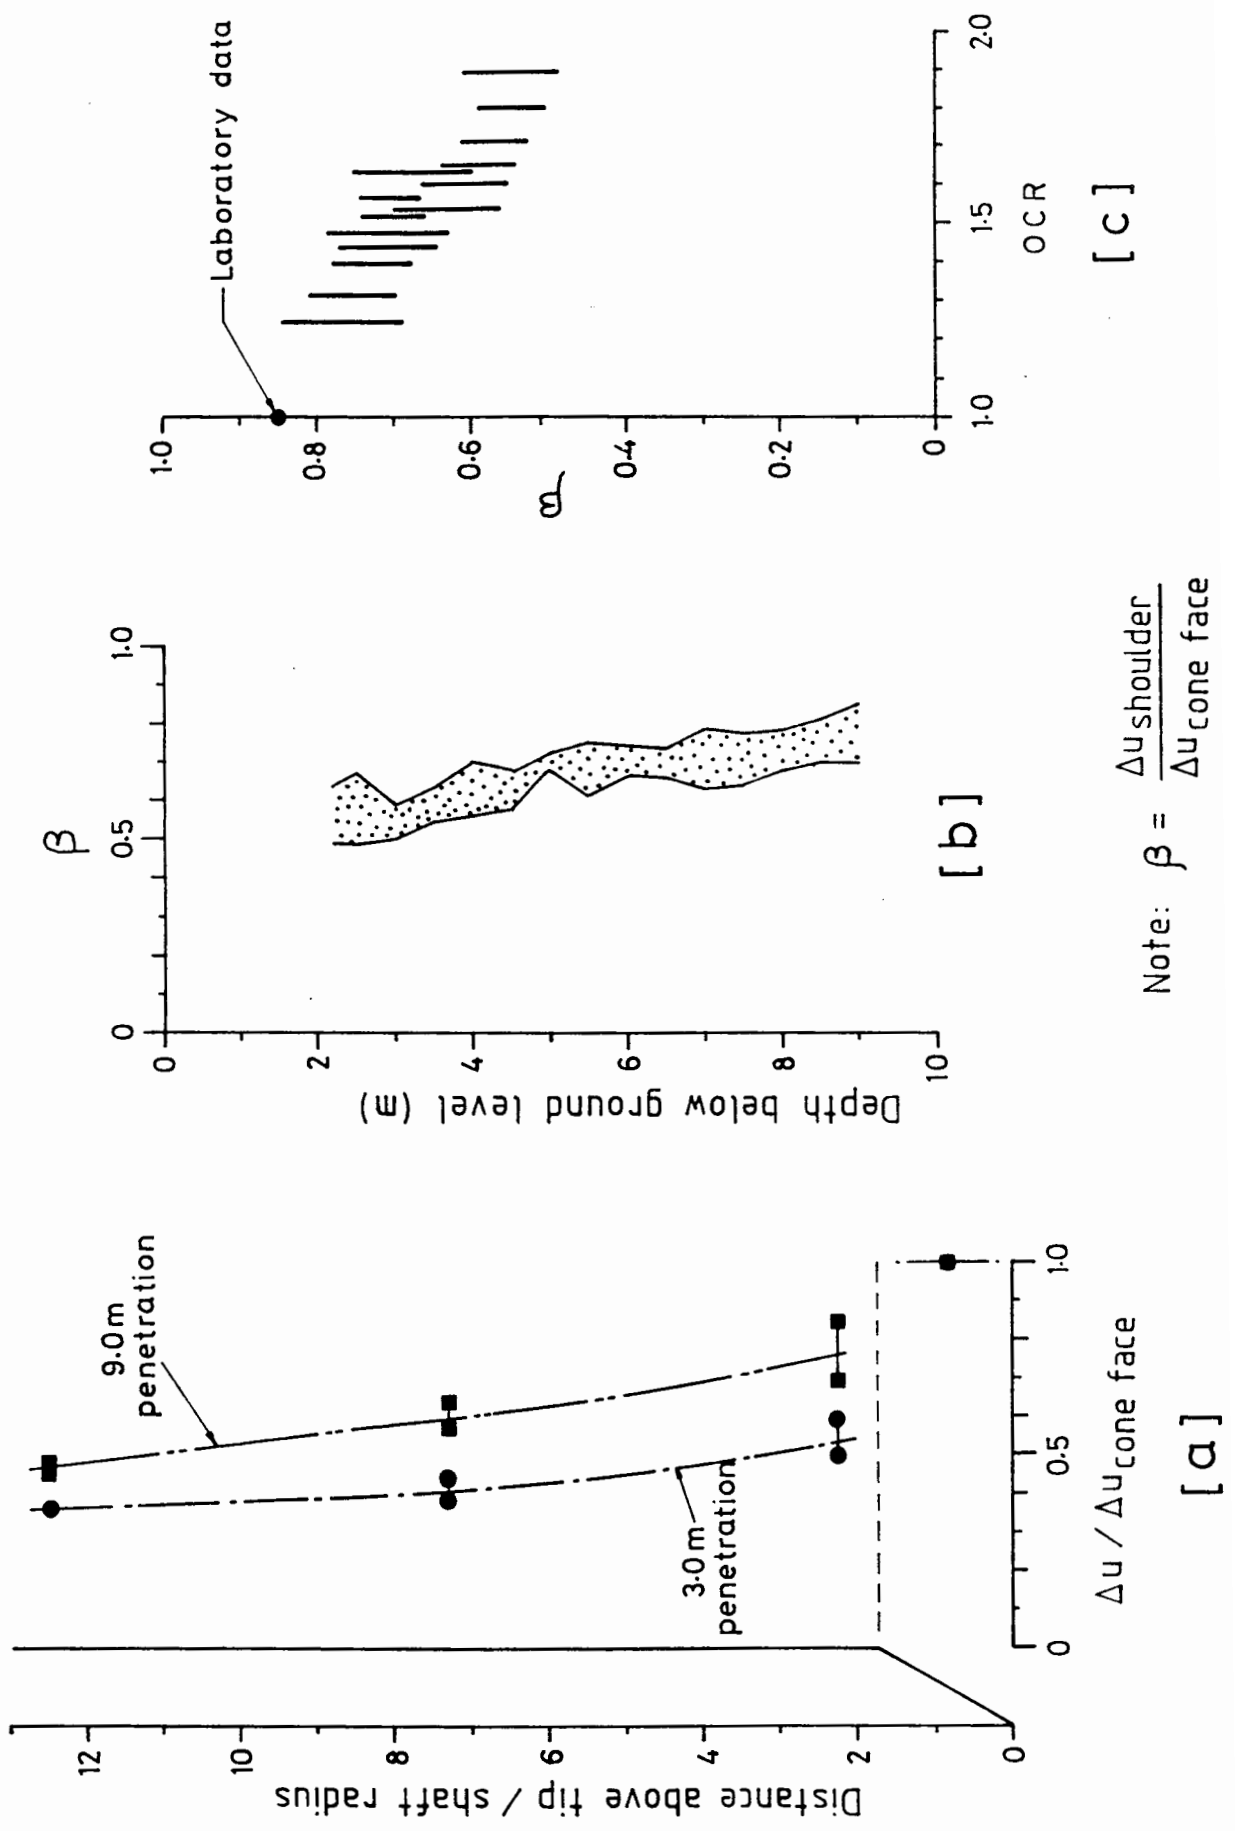 12
10
8
6
4
2
0
Distance above tip / shaft radius
9·0m
penetration
3·0m
penetration
0
0·5
1·0
Δu / Δu cone face
[a]
β
0
0·5
1·0
0
2
4
6
8
10
Depth below ground level (m)
[b]
Note: β = Δu shoulder
Δu cone face
Laboratory data
1·0
0·8
0·6
0·4
0·2
0
β
1·0
1·5
2·0
OCR
[c]